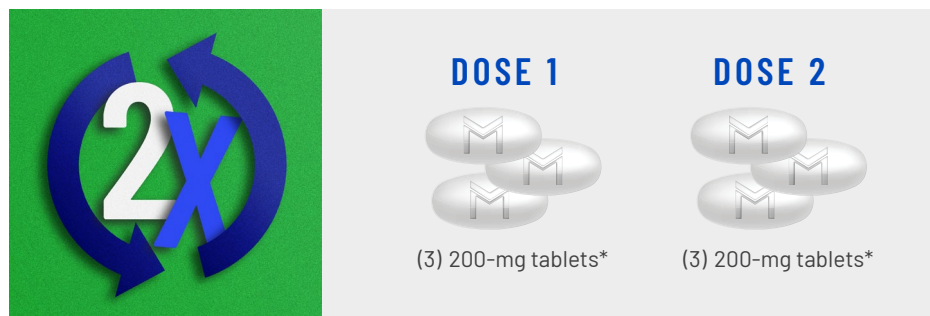 2X
DOSE 1
DOSE 2
M
M
M
M
M
M
(3) 200-mg tablets*
(3) 200-mg tablets*